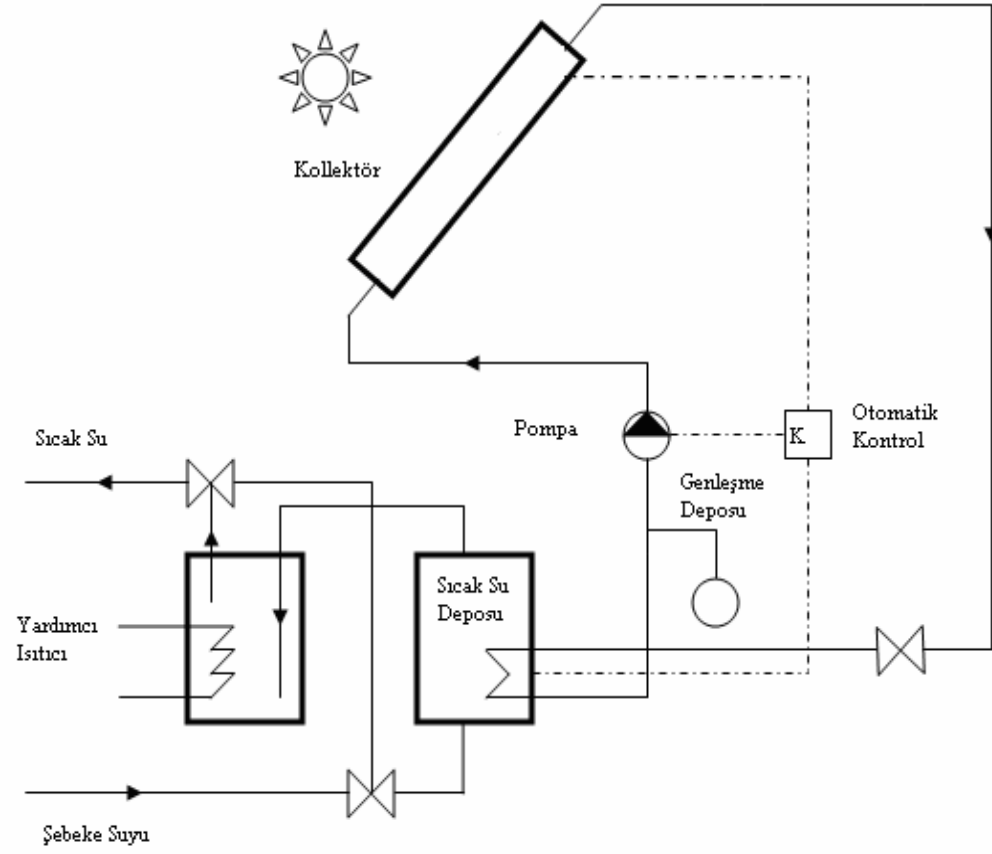 Kollektör
Pompa
K
Otomatik
Kontrol
Sıcak Su
Genleşme
Deposu
Sıcak Su
Deposu
Yardımcı
Isıtıcı
Şebeke Suyu